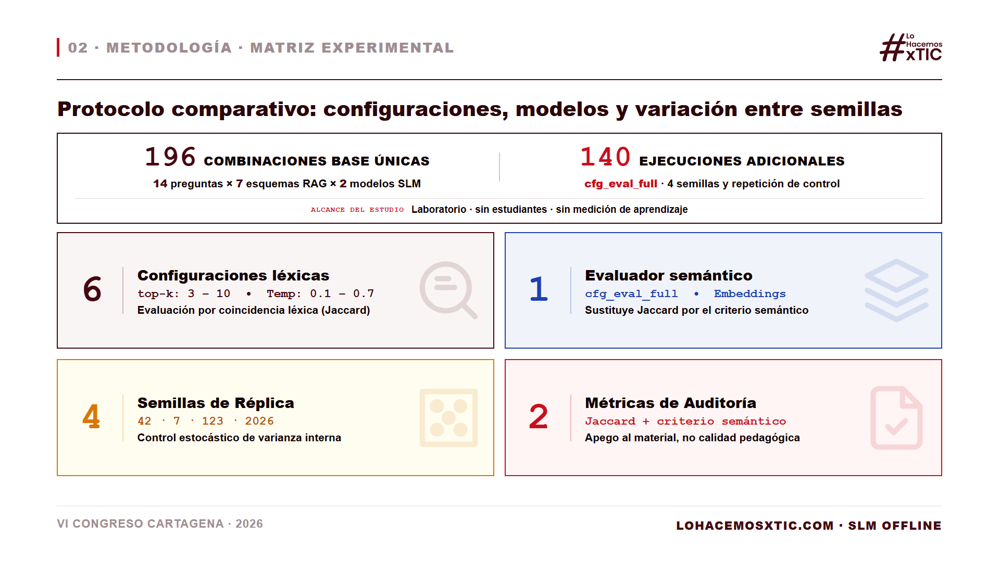 02 · METODOLOGÍA · MATRIZ EXPERIMENTAL
#Lo
Hacemos
xTIC
Protocolo comparativo: configuraciones, modelos y variación entre semillas
196 COMBINACIONES BASE ÚNICAS
14 preguntas × 7 esquemas RAG × 2 modelos SLM
140 EJECUCIONES ADICIONALES
cfg_eval_full · 4 semillas y repetición de control
ALCANCE DEL ESTUDIO Laboratorio · sin estudiantes · sin medición de aprendizaje
6
Configuraciones léxicas
top-k: 3 – 10 • Temp: 0.1 – 0.7
Evaluación por coincidencia léxica (Jaccard)
1
Evaluador semántico
cfg_eval_full • Embeddings
Sustituye Jaccard por el criterio semántico
4
Semillas de Réplica
42 · 7 · 123 · 2026
Control estocástico de varianza interna
2
Métricas de Auditoría
Jaccard + criterio semántico
Apego al material, no calidad pedagógica
VI CONGRESO CARTAGENA · 2026
LOHACEMOSXTIC.COM · SLM OFFLINE